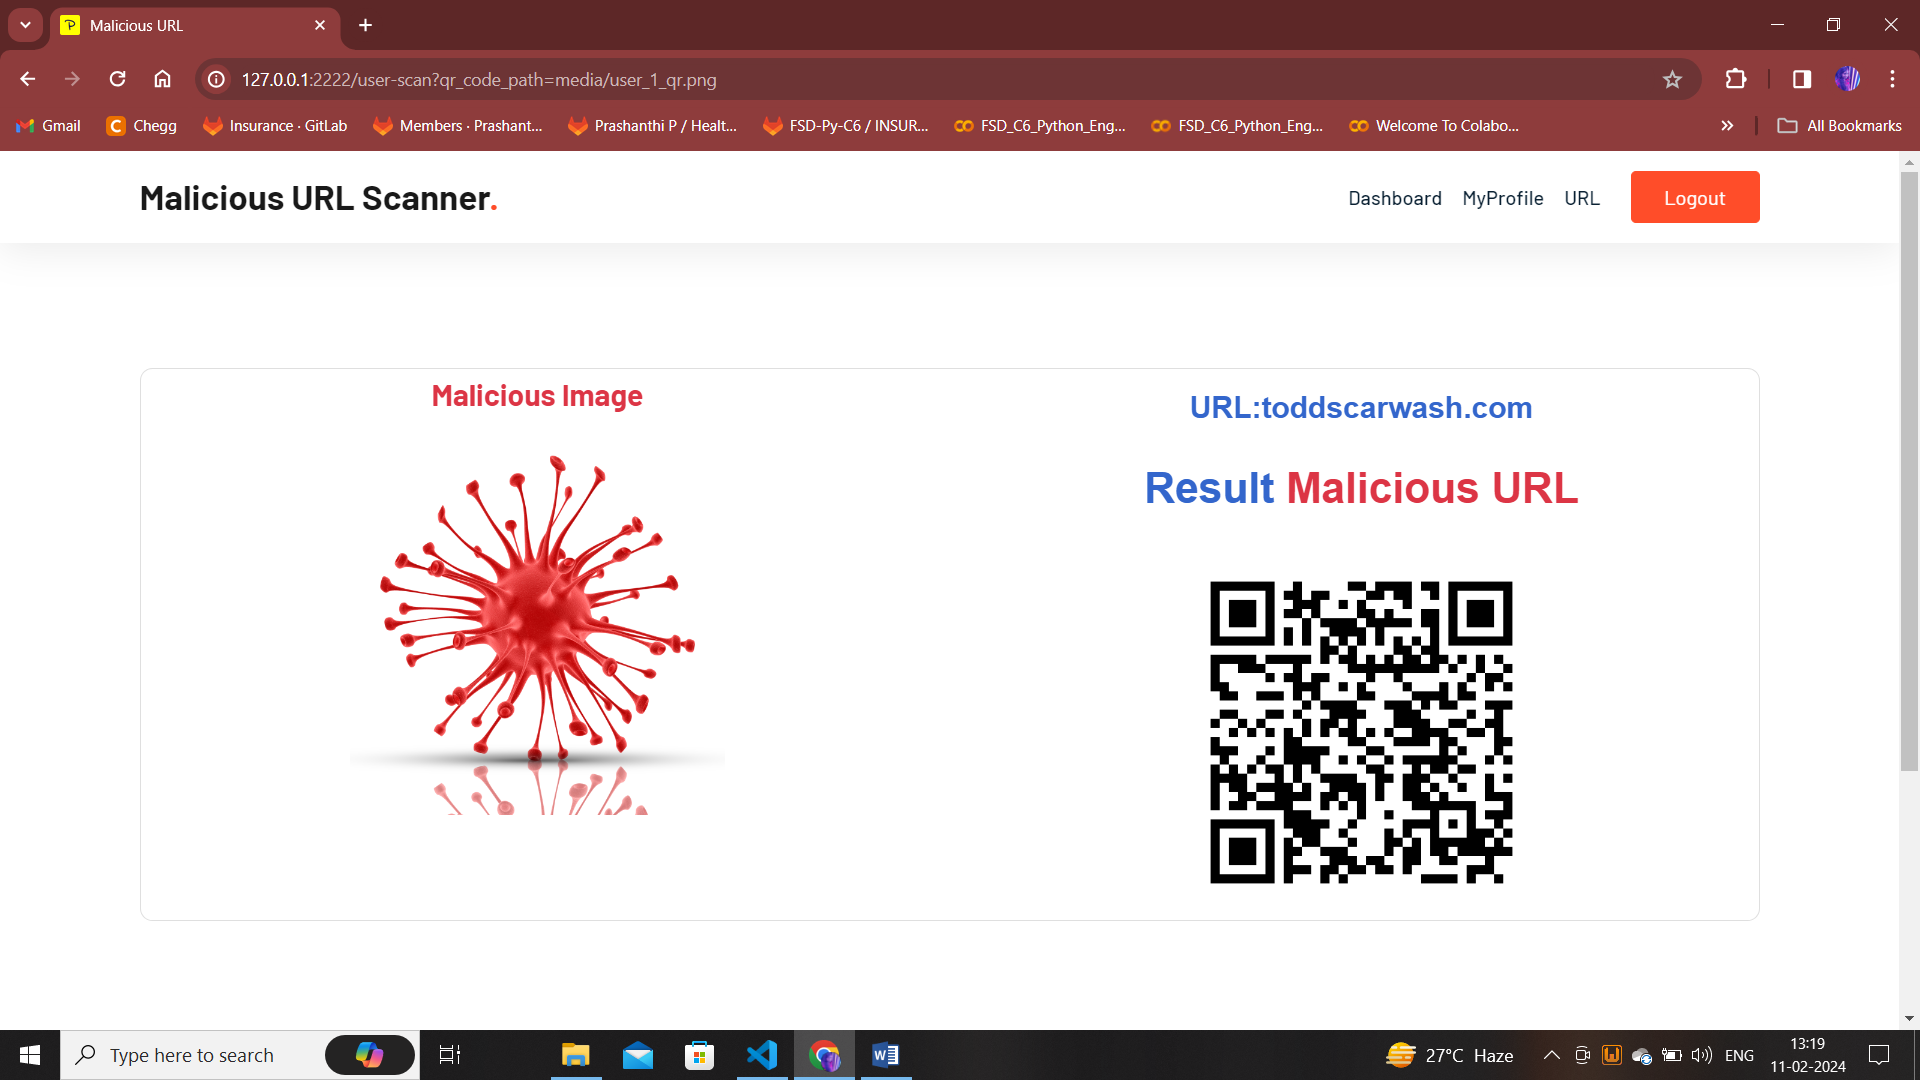 Malicious URL
127.0.0.1:2222/user-scan?qr_code_path=media/user_1_qr.png
Gmail
Chegg
Insurance · GitLab
Members · Prashant...
Prashanthi P / Healt...
FSD-Py-C6 / INSUR...
FSD_C6_Python_Eng...
FSD_C6_Python_Eng...
Welcome To Colabo...
»
All Bookmarks
Malicious URL Scanner.
Dashboard
MyProfile
URL
Logout
Malicious Image
URL:toddscarwash.com
Result Malicious URL
Type here to search
27°C Haze
ENG
13:19
11-02-2024